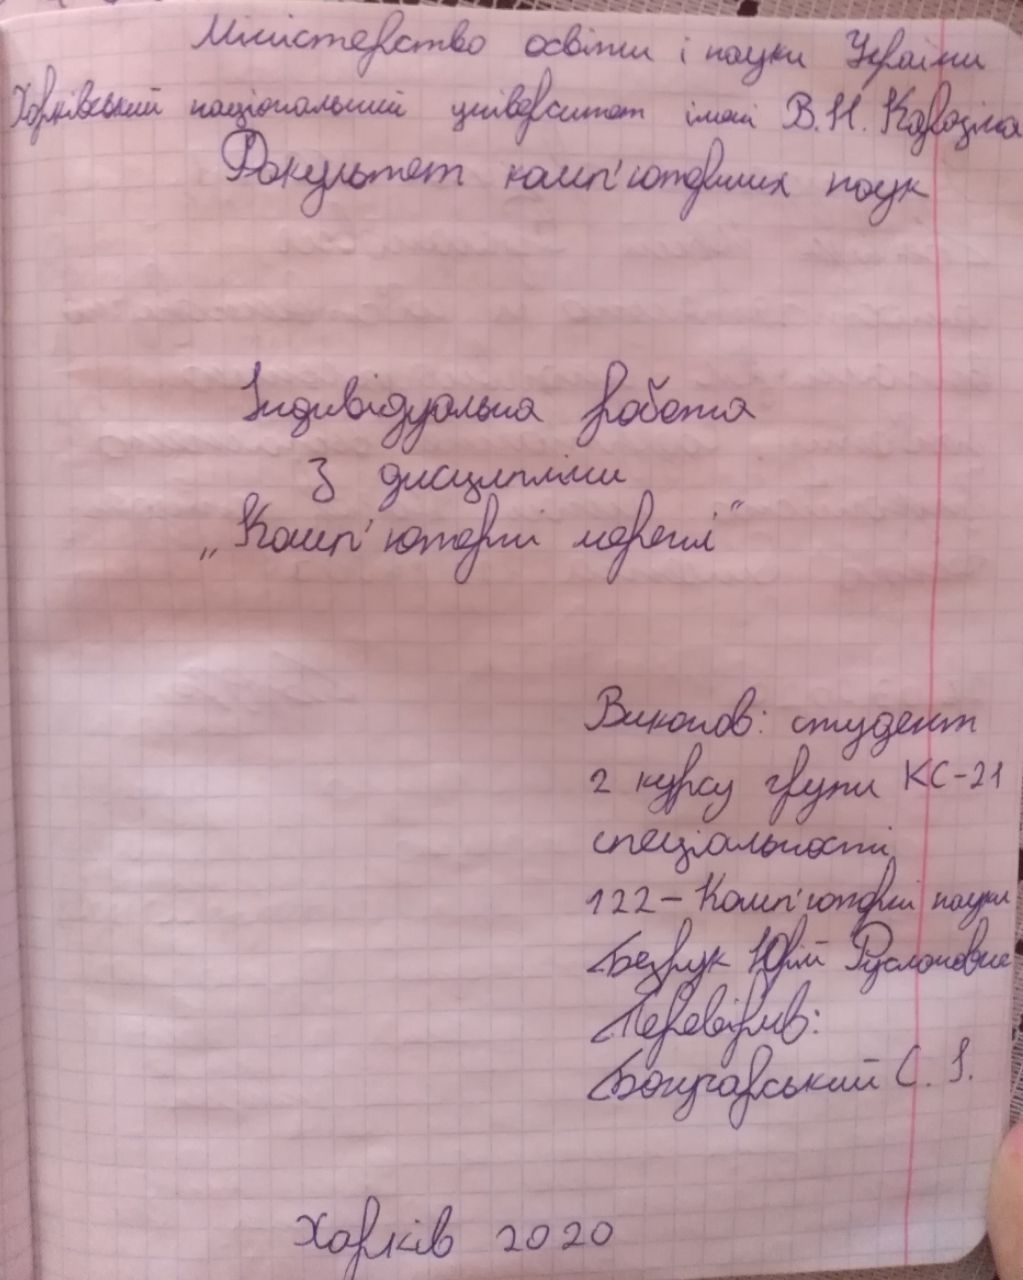 Міністерство освіти і науки України
Харківський національний університет імені В.Н. Каразіна
Факультет комп'ютерних наук
Індивідуальна робота
З дисципліни
„Комп'ютерні мережі"
Виконав: студент
2 курсу групи КС-21
спеціальності
122- Комп'ютерні науки
Безрук Юрій Русланович
Перевірив:
С. І.
Харків 2020